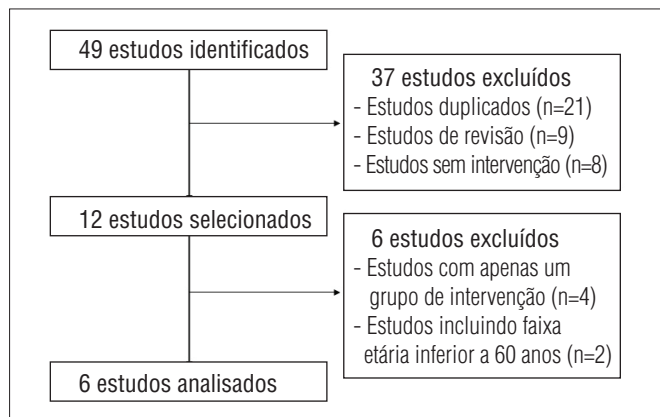 49 estudos identificados
37 estudos excluídos
- Estudos duplicados (n=21)
- Estudos de revisão (n=9)
- Estudos sem intervenção (n=8)
12 estudos selecionados
6 estudos excluídos
- Estudos com apenas um
grupo de intervenção (n=4)
- Estudos incluindo faixa
etária inferior a 60 anos (n=2)
6 estudos analisados